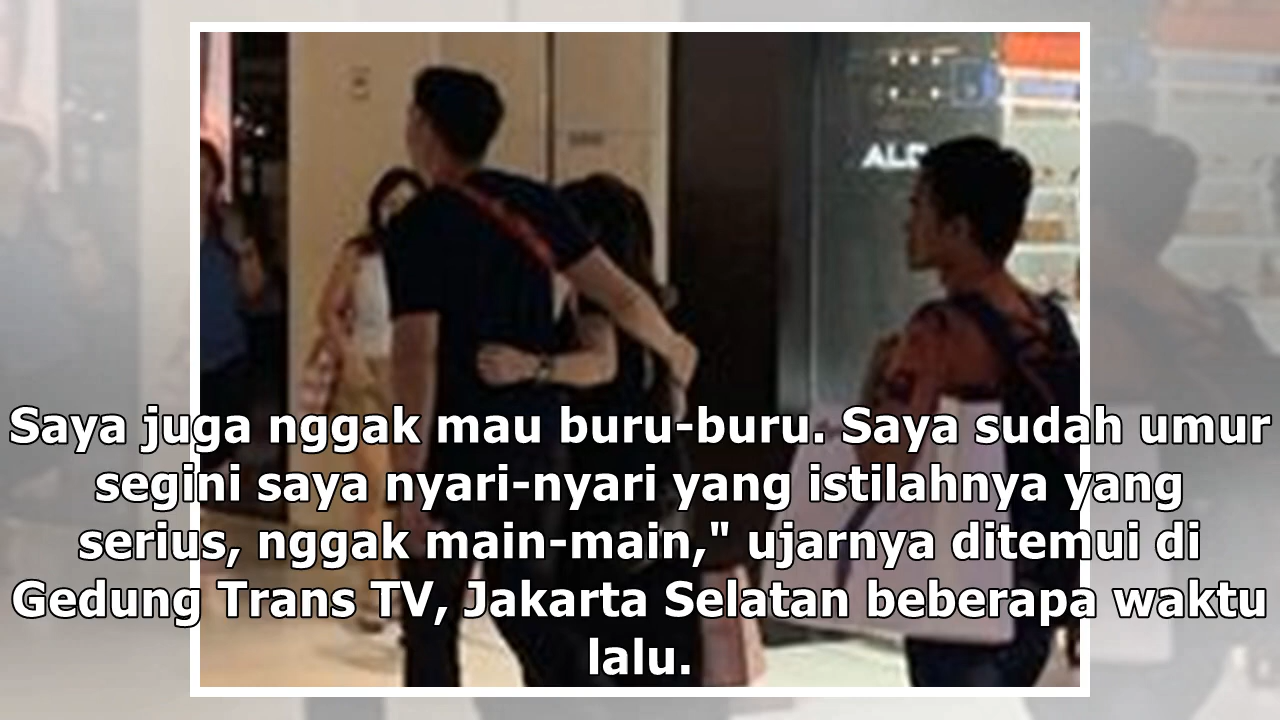 ALD
Saya juga nggak mau buru-buru. Saya sudah umur
segini saya nyari-nyari yang istilahnya yang
serius, nggak main-main," ujarnya ditemui di
Gedung Trans TV, Jakarta Selatan beberapa waktu
lalu.